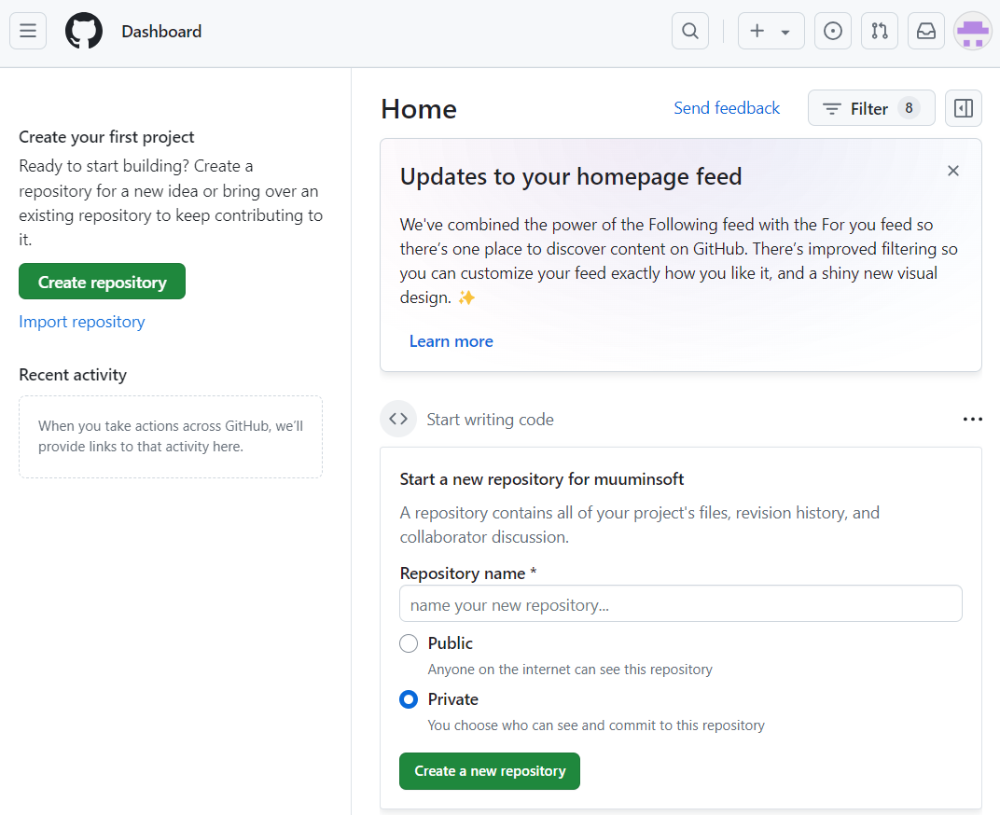 Dashboard
Create your first project
Ready to start building? Create a
repository for a new idea or bring over an
existing repository to keep contributing to
it.
Create repository
Import repository
Recent activity
When you take actions across GitHub, we’ll
provide links to that activity here.
Home
Send feedback
Filter 8
Updates to your homepage feed
We've combined the power of the Following feed with the For you feed so
there’s one place to discover content on GitHub. There’s improved filtering so
you can customize your feed exactly how you like it, and a shiny new visual
design. ✨
Learn more
Start writing code
Start a new repository for muuminsoft
A repository contains all of your project's files, revision history, and
collaborator discussion.
Repository name *
name your new repository...
Public
Anyone on the internet can see this repository
Private
You choose who can see and commit to this repository
Create a new repository